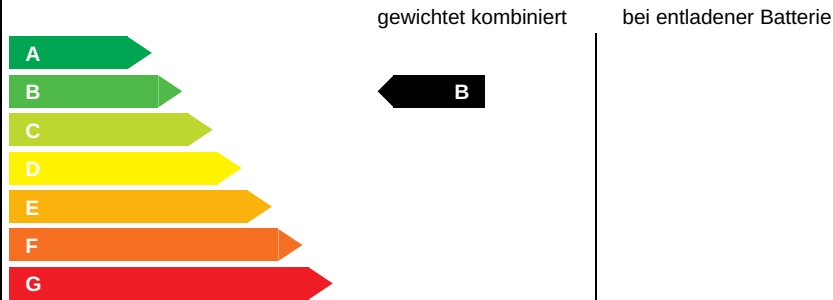 gewichtet kombiniert
bei entladener Batterie
A
B
B
C
D
E
F
G